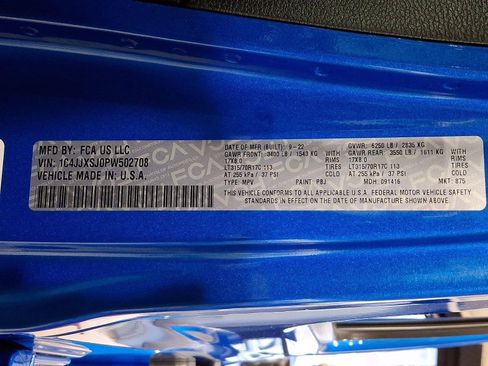 MFD BY: FCA US LLC
VIN: 1C4JJXSJ0PW502708
VEHICLE MADE IN: U.S.A.
DATE OF MFR (BUILT): 9-22
GAWR FRONT: 3400 LB / 1543 KG WITH
17X8.0
LT315/70R17C 113
AT 255 kPa / 37 PSI COLD
TYPE: MPV PAINT: PBJ
GVWR: 6250 LB / 2835 KG
GAWR REAR: 3550 LB / 1611 KG WITH
17X8.0
LT315/70R17C 113
AT 255 kPa / 37 PSI COLD
MDH: 091416 MKT: 875
THIS VEHICLE CONFORMS TO ALL APPLICABLE U.S.A. FEDERAL MOTOR VEHICLE SAFETY
STANDARDS IN EFFECT ON THE DATE OF MANUFACTURE SHOWN ABOVE.